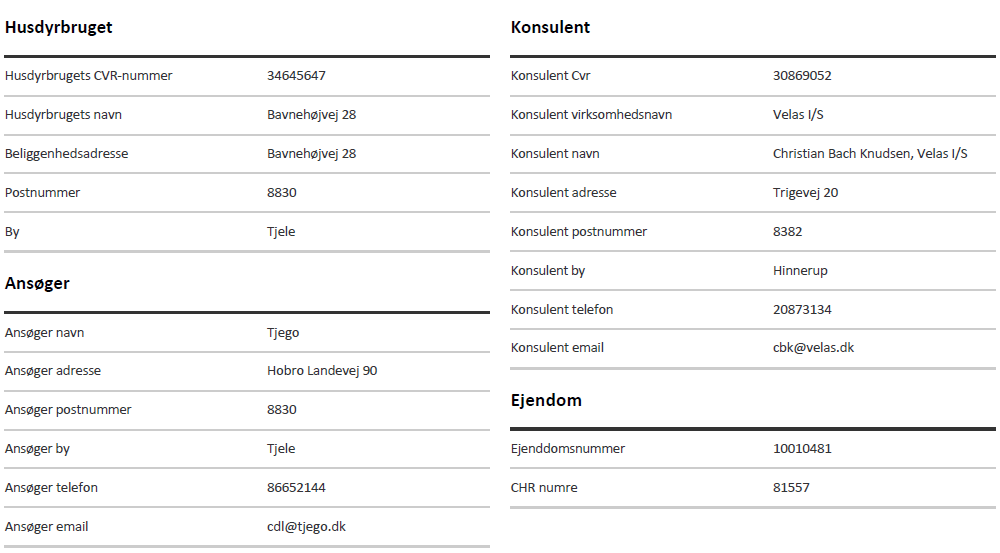 Husdyrbruget
Husdyrbrugets CVR-nummer 34645647
Husdyrbrugets navn Bavnehøjvej 28
Beliggenhedsadresse Bavnehøjvej 28
Postnummer 8830
By Tjele
Ansøger
Ansøger navn Tjego
Ansøger adresse Hobro Landevej 90
Ansøger postnummer 8830
Ansøger by Tjele
Ansøger telefon 86652144
Ansøger email cdl@tjego.dk
Konsulent
Konsulent Cvr 30869052
Konsulent virksomhedsnavn Velas I/S
Konsulent navn Christian Bach Knudsen, Velas I/S
Konsulent adresse Trigevej 20
Konsulent postnummer 8382
Konsulent by Hinnerup
Konsulent telefon 20873134
Konsulent email cbk@velas.dk
Ejendom
Ejenddomsnummer 10010481
CHR numre 81557